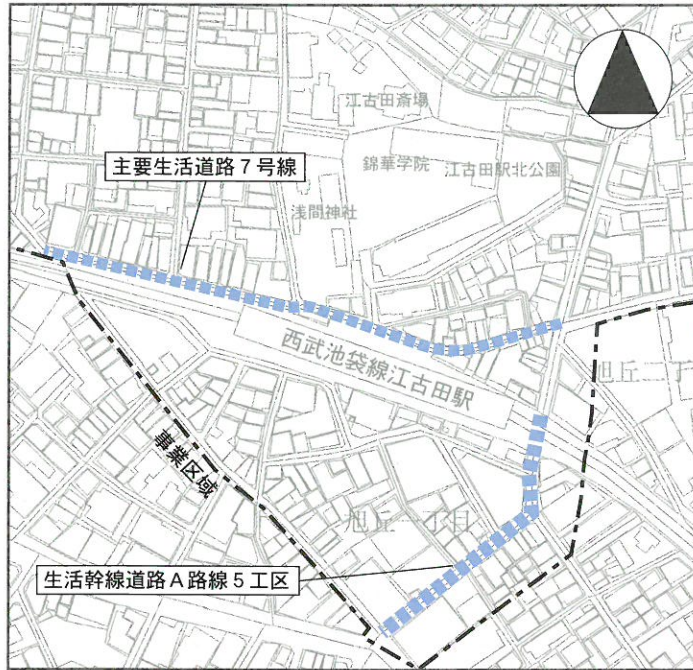 江古田斎場
主要生活道路7号線
錦華学院
江古田駅北公園
浅間神社
西武池袋線江古田駅
旭丘二丁
事業区域
旭丘一丁目
生活幹線道路A路線5工区